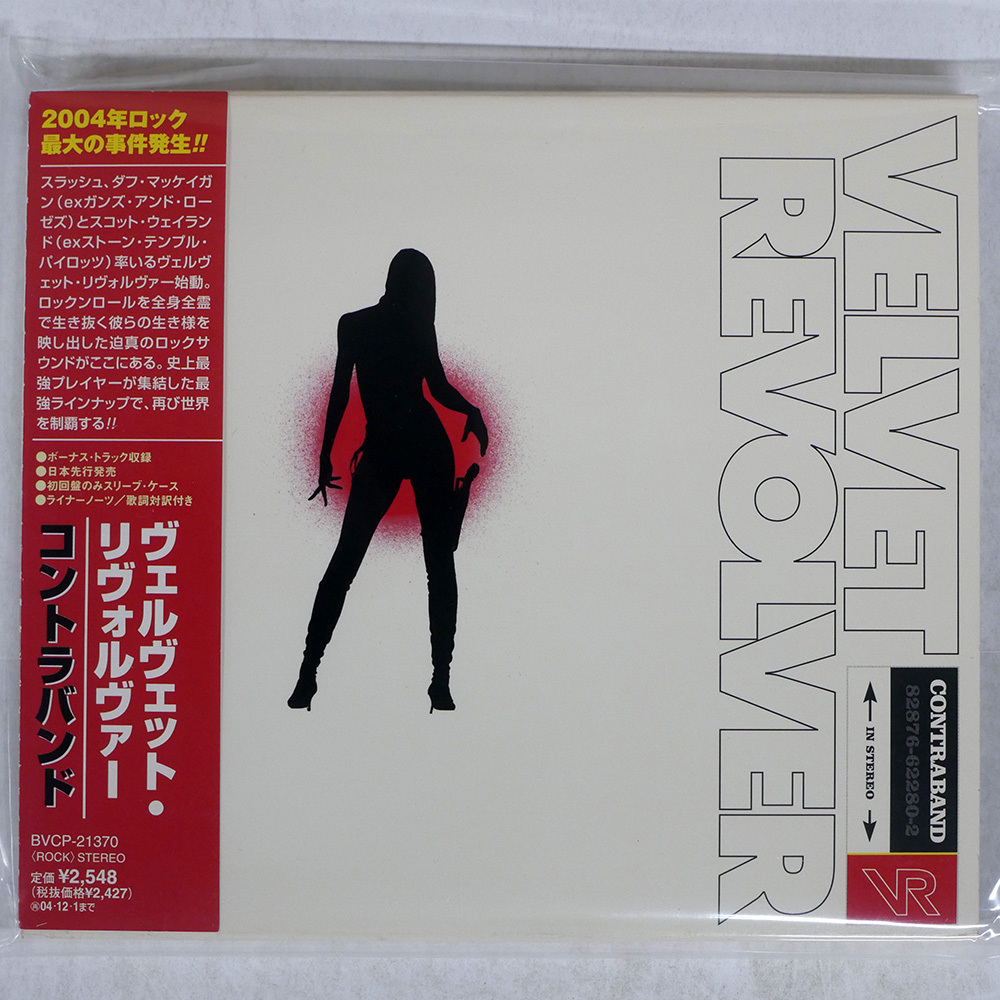 2004年ロック
最大の事件発生!!
スラッシュ、ダフ・マッケイガ
ン(exガンズ・アンド・ロー
ゼズ)とスコット・ウェイラン
ド(exストーン・テンプル・
パイロッツ)率いるヴェルヴ
ェット・リヴォルヴァー始動。
ロックンロールを全身全霊
で生き抜く彼らの生き様を
映し出した迫真のロックサ
ウンドがここにある。史上最
強プレイヤーが集結した最
強ラインナップで、再び世界
を制覇する!!
●ボーナス・トラック収録
●日本先行発売
●初回盤のみスリーブ・ケース
●ライナーノーツ/歌詞対訳付き
ヴェルヴェット・
リヴォルヴァー
コントラバンド
BVCP-21370
〈ROCK〉STEREO
定価¥2,548
(税抜価格¥2,427)
㋐04・12・1まで
VELVET
REVOLVER
CONTRABAND
82876-62280-2
IN STEREO
VR